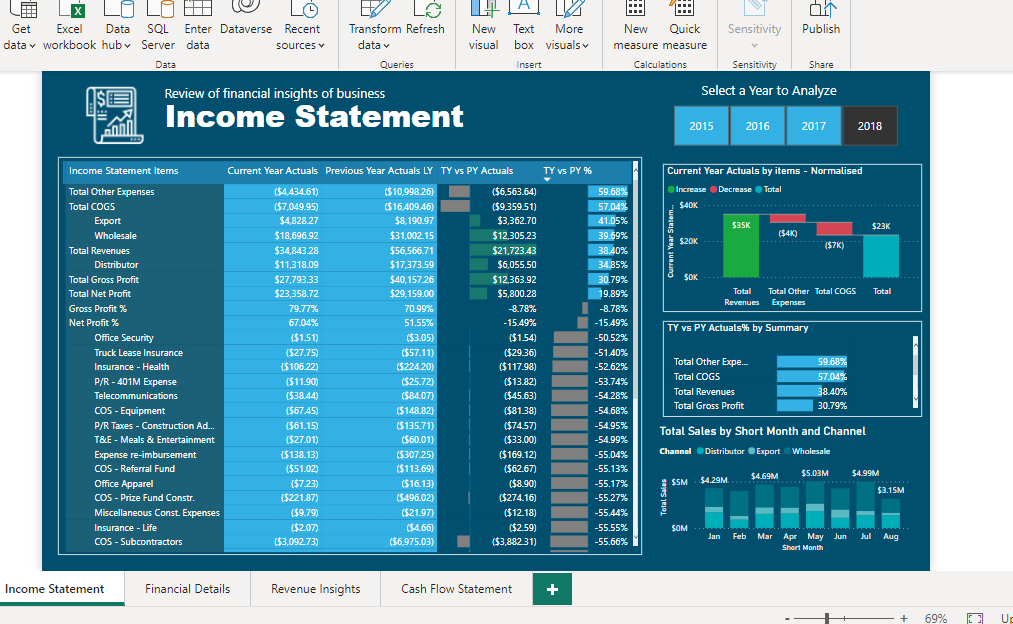 Get data
Excel workbook
Data hub
SQL Server
Enter data
Dataverse
Recent sources
Transform data
Refresh
New visual
Text box
More visuals
New measure
Quick measure
Sensitivity
Publish
Data
Queries
Insert
Calculations
Sensitivity
Share
Review of financial insights of business
Income Statement
Select a Year to Analyze
2015 2016 2017 2018
Income Statement Items Current Year Actuals Previous Year Actuals LY TY vs PY Actuals TY vs PY %
Total Other Expenses ($4,434.61) ($10,998.26) ($6,563.64) 59.68%
Total COGS ($7,049.95) ($16,409.46) ($9,359.51) 57.04%
Export $4,828.27 $8,190.97 $3,362.70 41.05%
Wholesale $18,696.92 $31,002.15 $12,305.23 39.69%
Total Revenues $34,843.28 $56,566.71 $21,723.43 38.40%
Distributor $11,318.09 $17,373.59 $6,055.50 34.85%
Total Gross Profit $27,793.33 $40,157.26 $12,363.92 30.79%
Total Net Profit $23,358.72 $29,159.00 $5,800.28 19.89%
Gross Profit % 79.77% 70.99% -8.78% -8.78%
Net Profit % 67.04% 51.55% -15.49% -15.49%
Office Security ($1.51) ($3.05) ($1.54) -50.52%
Truck Lease Insurance ($27.75) ($57.11) ($29.36) -51.40%
Insurance - Health ($106.22) ($224.20) ($117.98) -52.62%
P/R - 401M Expense ($11.90) ($25.72) ($13.82) -53.74%
Telecommunications ($38.44) ($84.07) ($45.63) -54.28%
COS - Equipment ($67.45) ($148.82) ($81.38) -54.68%
P/R Taxes - Construction Ad... ($61.15) ($135.71) ($74.57) -54.95%
T&E - Meals & Entertainment ($27.01) ($60.01) ($33.00) -54.99%
Expense re-imbursement ($138.13) ($307.25) ($169.12) -55.04%
COS - Referral Fund ($51.02) ($113.69) ($62.67) -55.13%
Office Apparel ($7.23) ($16.13) ($8.90) -55.17%
COS - Prize Fund Constr. ($221.87) ($496.02) ($274.16) -55.27%
Miscellaneous Const. Expenses ($9.79) ($21.97) ($12.18) -55.44%
Insurance - Life ($2.07) ($4.66) ($2.59) -55.55%
COS - Subcontractors ($3,092.73) ($6,975.03) ($3,882.31) -55.66%
Current Year Actuals by items - Normalised
Increase Decrease Total
Current Year Statem...
$40K
$20K
$0K
$35K
($4K)
($7K)
$23K
Total Revenues
Total Other Expenses
Total COGS
Total
TY vs PY Actuals% by Summary
Total Other Expe... 59.68%
Total COGS 57.04%
Total Revenues 38.40%
Total Gross Profit 30.79%
Total Sales by Short Month and Channel
Channel Distributor Export Wholesale
Total Sales
$5M
$0M
$4.29M $4.69M $5.03M $4.99M $3.15M
Jan Feb Mar Apr May Jun Jul Aug
Short Month
Income Statement Financial Details Revenue Insights Cash Flow Statement +
- + 69% Up